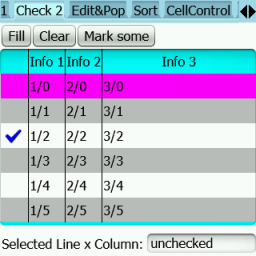 1 Check 2 Edit&Pop Sort CellControl
Fill Clear Mark some
Info 1 Info 2 Info 3
1/0 2/0 3/0
1/1 2/1 3/1
1/2 2/2 3/2
1/3 2/3 3/3
1/4 2/4 3/4
1/5 2/5 3/5
Selected Line x Column: unchecked